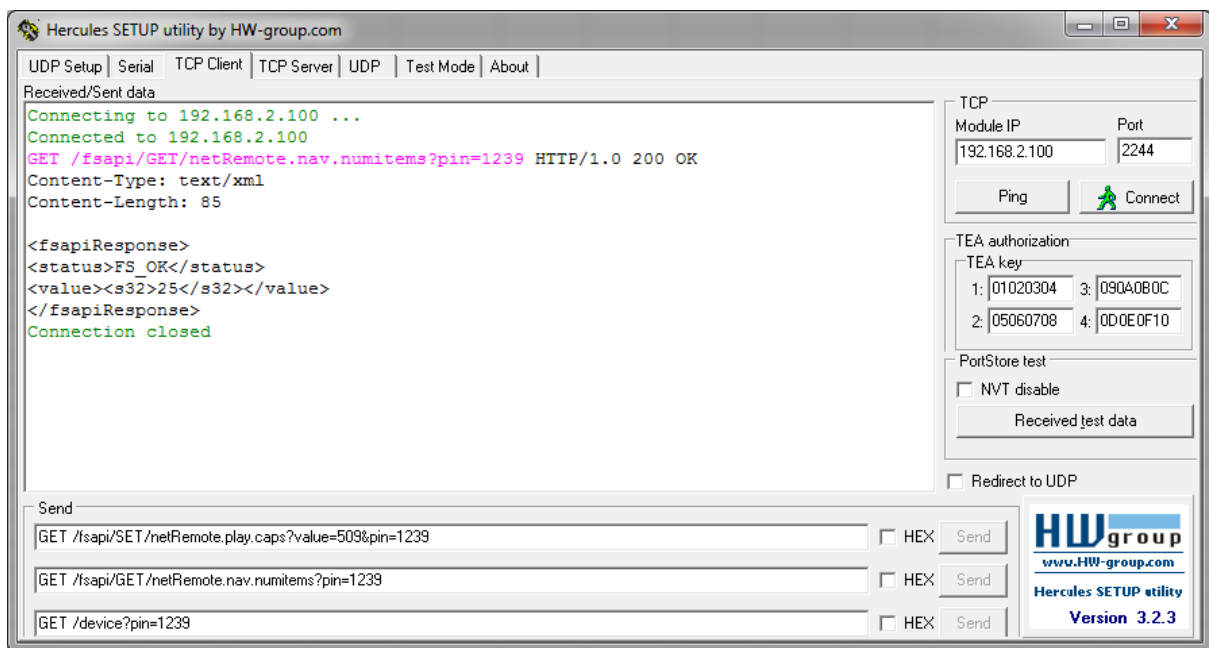 Hercules SETUP utility by HW-group.com
UDP Setup Serial TCP Client TCP Server UDP Test Mode About
Received/Sent data
Connecting to 192.168.2.100 ...
Connected to 192.168.2.100
GET /fsapi/GET/netRemote.nav.numitems?pin=1239 HTTP/1.0 200 OK
Content-Type: text/xml
Content-Length: 85
<fsapiResponse>
<status>FS_OK</status>
<value><s32>25</s32></value>
</fsapiResponse>
Connection closed
TCP
Module IP Port
192.168.2.100 2244
Ping Connect
TEA authorization
TEA key
1: 01020304 3: 090A0B0C
2: 05060708 4: 0D0E0F10
PortStore test
NVT disable
Received test data
Redirect to UDP
Send
GET /fsapi/SET/netRemote.play.caps?value=509&pin=1239 HEX Send
GET /fsapi/GET/netRemote.nav.numitems?pin=1239 HEX Send
GET /device?pin=1239 HEX Send
HWgroup
www.HW-group.com
Hercules SETUP utility
Version 3.2.3